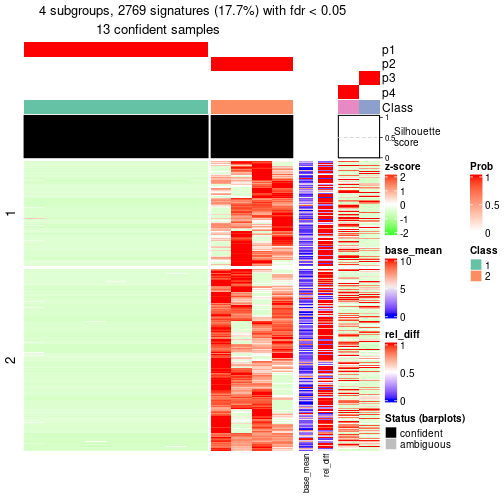 4 subgroups, 2769 signatures (17.7%) with fdr < 0.05
13 confident samples
p1
p2
p3
p4
Class
1
0.5
0
Silhouette
score
z-score
2
1
0
-1
-2
Prob
1
0.5
0
base_mean
10
5
0
Class
1
2
rel_diff
1
0.5
0
Status (barplots)
confident
ambiguous
1
2
base_mean
rel_diff